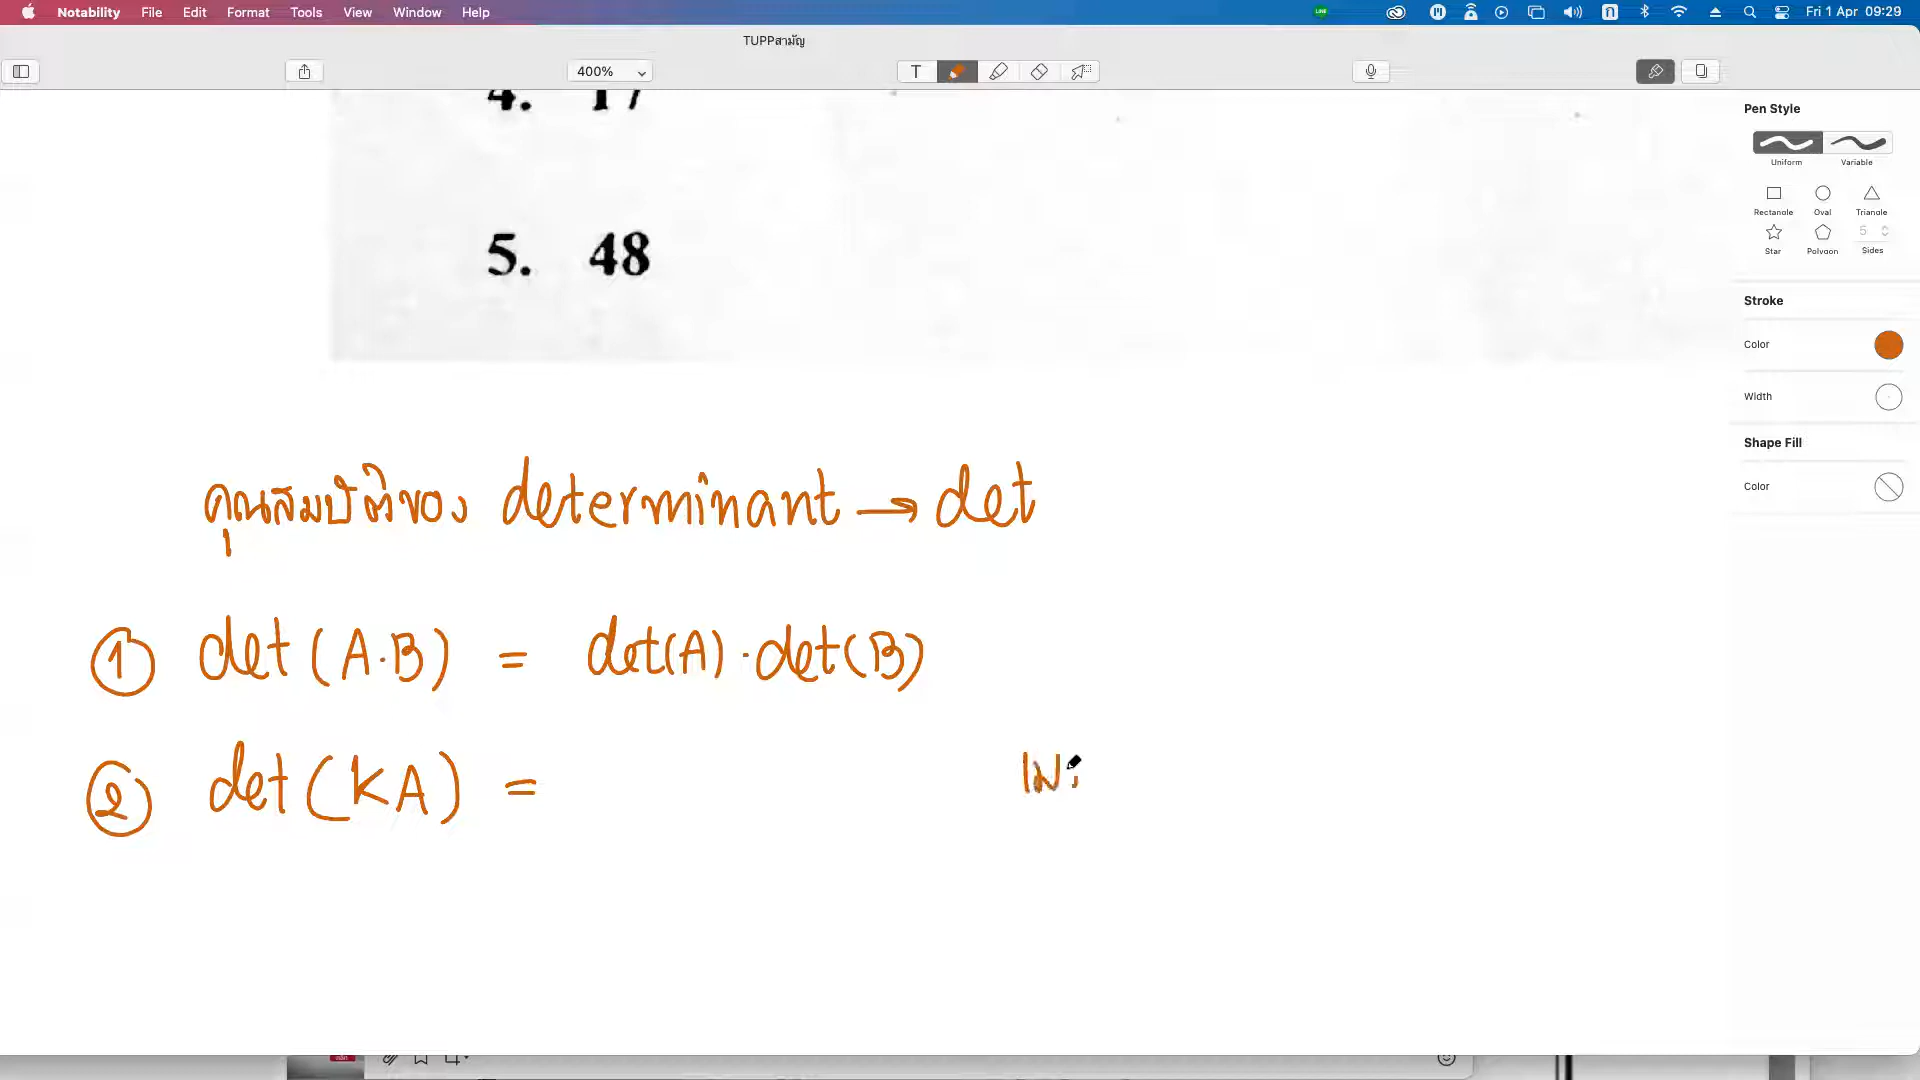 Notability File Edit Format Tools View Window Help Fri 1 Apr 09:29
TUPPสามัญ
400%
T
Pen Style
Uniform Variable
Rectangle Oval Triangle
5
Star Polygon Sides
Stroke
Color
Width
Shape Fill
Color
4. 17
5. 48
คุณสมบัติของ determinant → det
① det(A·B) = det(A)·det(B)
② det(KA) =